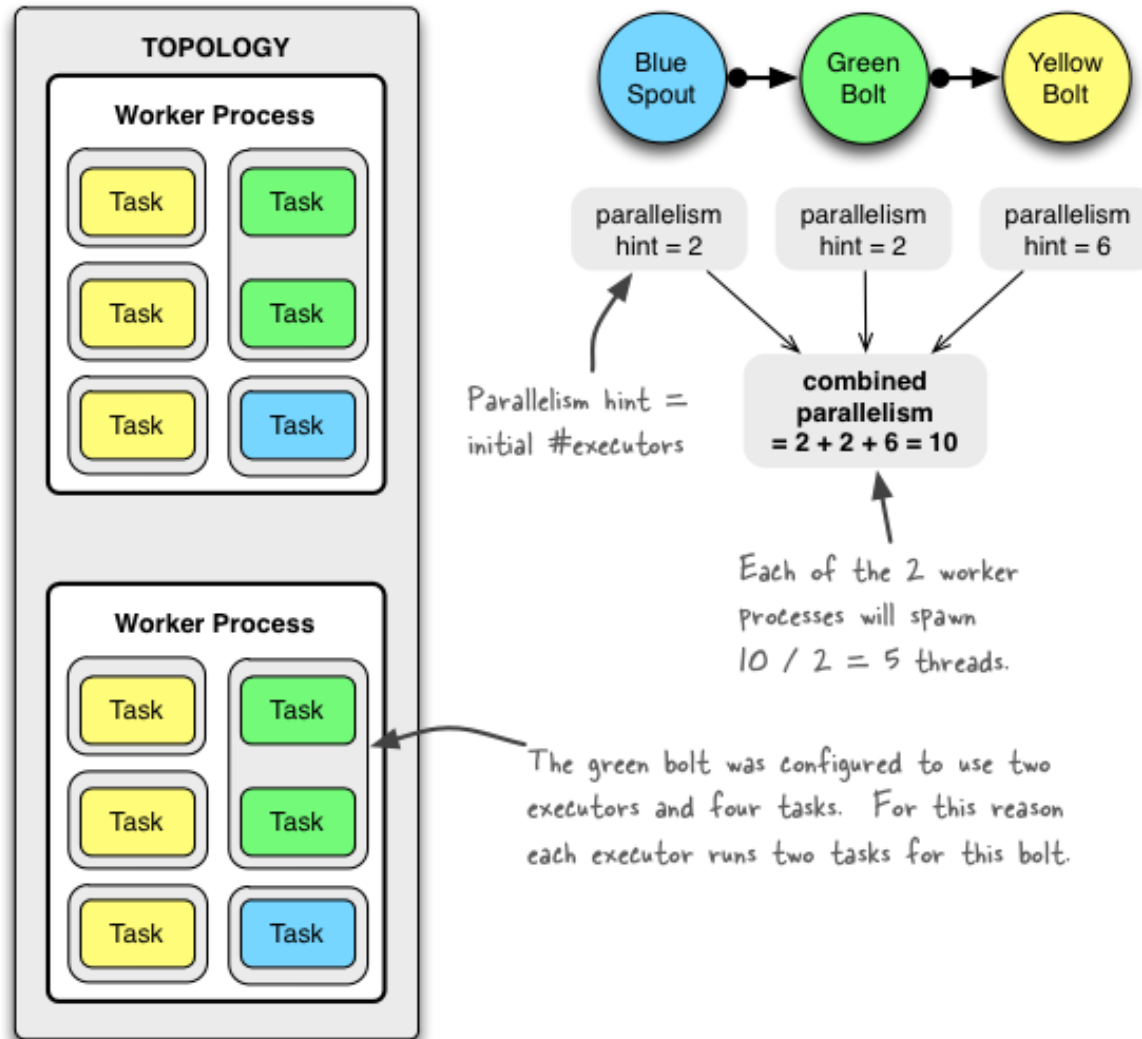 TOPOLOGY
Worker Process
Task
Task
Task
Task
Task
Task
Worker Process
Task
Task
Task
Task
Task
Task
Blue
Spout
Green
Bolt
Yellow
Bolt
parallelism
hint = 2
parallelism
hint = 2
parallelism
hint = 6
Parallelism hint =
initial #executors
combined
parallelism
= 2 + 2 + 6 = 10
Each of the 2 worker
processes will spawn
10 / 2 = 5 threads.
The green bolt was configured to use two
executors and four tasks. For this reason
each executor runs two tasks for this bolt.